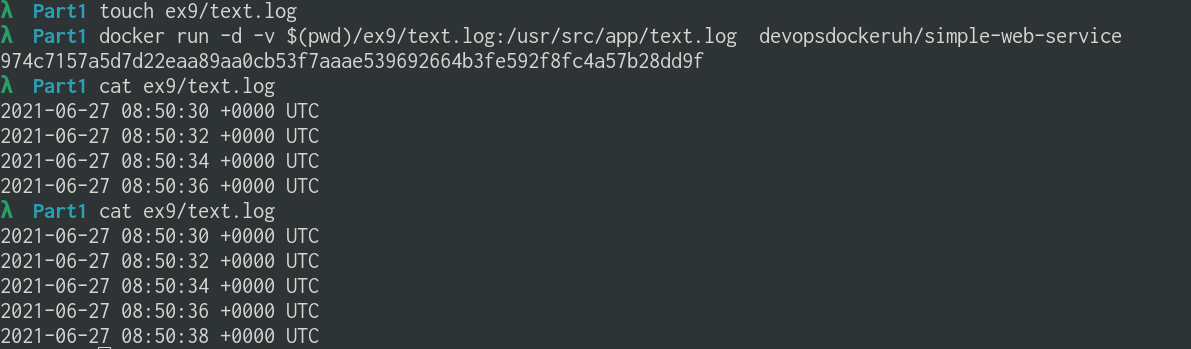 λ  Part1 touch ex9/text.log
λ  Part1 docker run -d -v $(pwd)/ex9/text.log:/usr/src/app/text.log  devopsdockeruh/simple-web-service
974c7157a5d7d22eaa89aa0cb53f7aaae539692664b3fe592f8fc4a57b28dd9f
λ  Part1 cat ex9/text.log
2021-06-27 08:50:30 +0000 UTC
2021-06-27 08:50:32 +0000 UTC
2021-06-27 08:50:34 +0000 UTC
2021-06-27 08:50:36 +0000 UTC
λ  Part1 cat ex9/text.log
2021-06-27 08:50:30 +0000 UTC
2021-06-27 08:50:32 +0000 UTC
2021-06-27 08:50:34 +0000 UTC
2021-06-27 08:50:36 +0000 UTC
2021-06-27 08:50:38 +0000 UTC